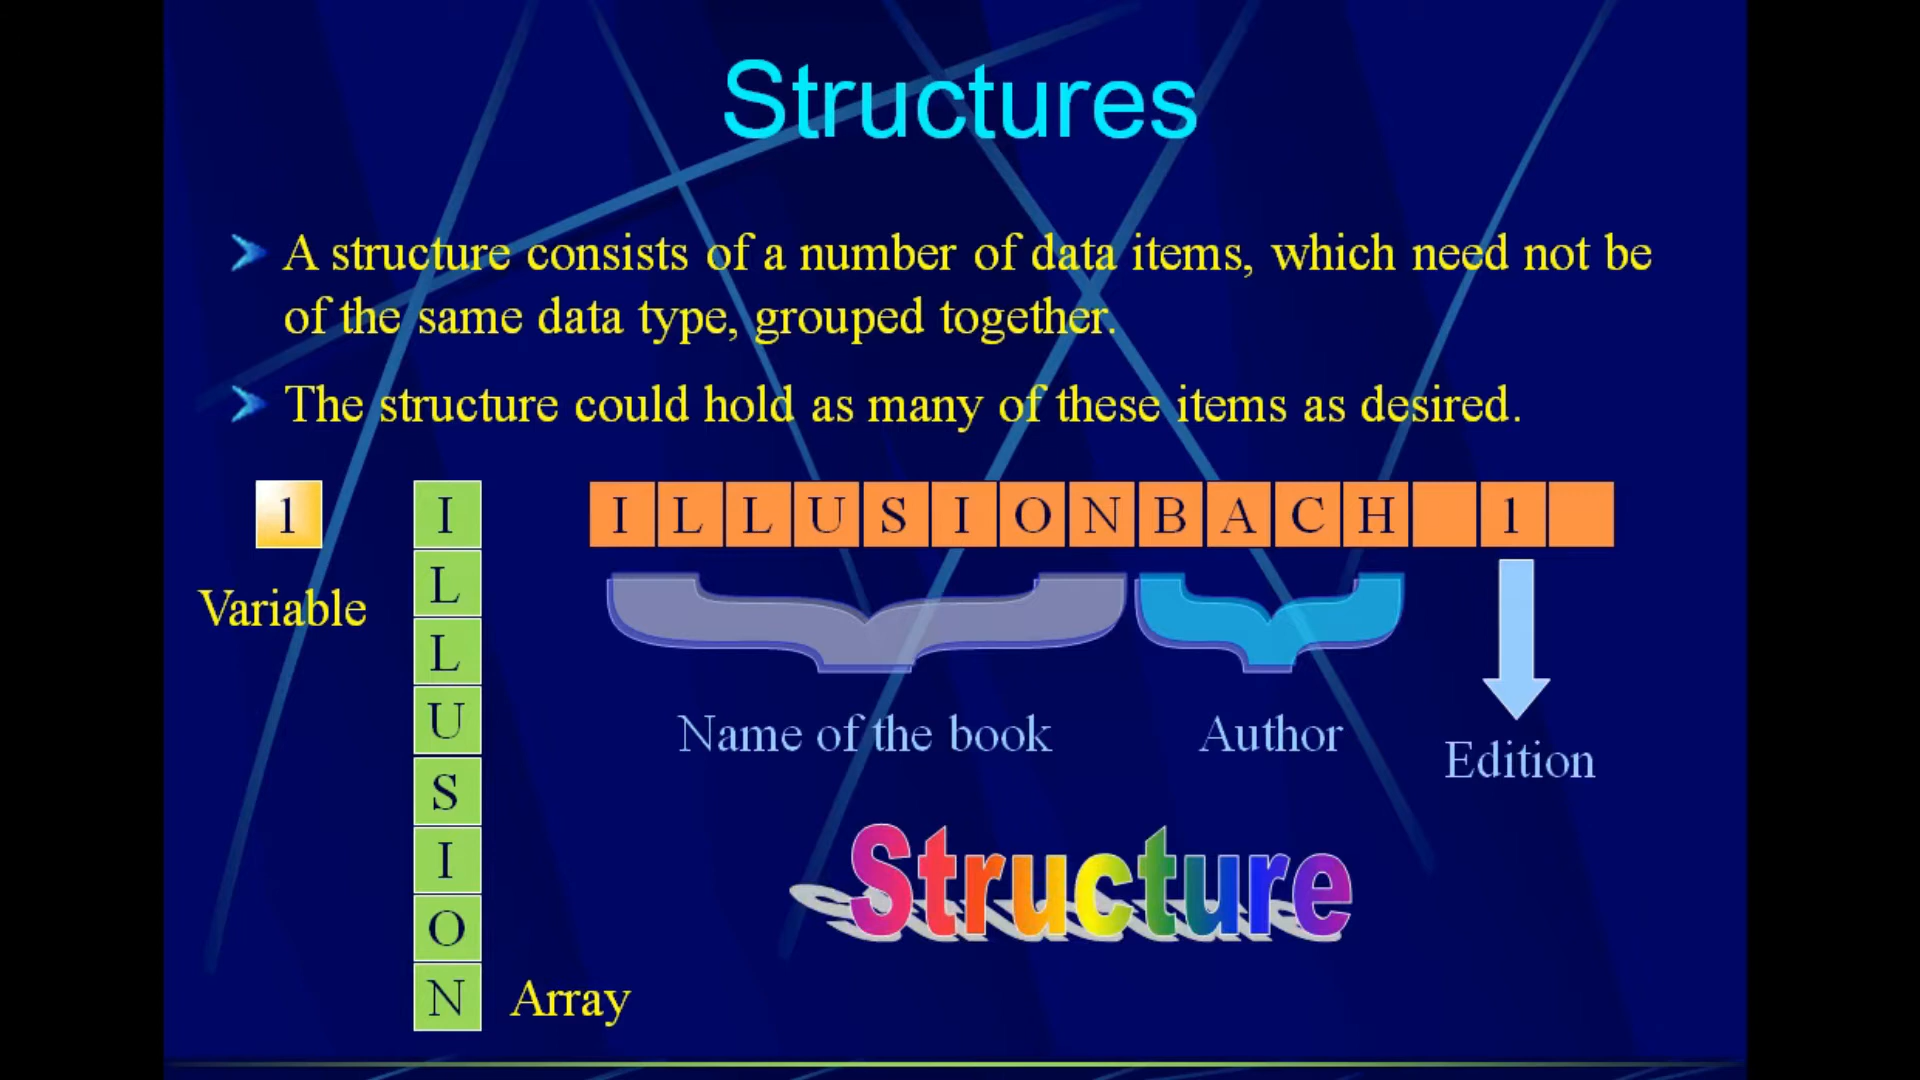 Structures
A structure consists of a number of data items, which need not be
of the same data type, grouped together.
The structure could hold as many of these items as desired.
1
Variable
I
L
L
U
S
I
O
N
Array
I L L U S I O N B A C H 1
Name of the book
Author
Edition
Structure